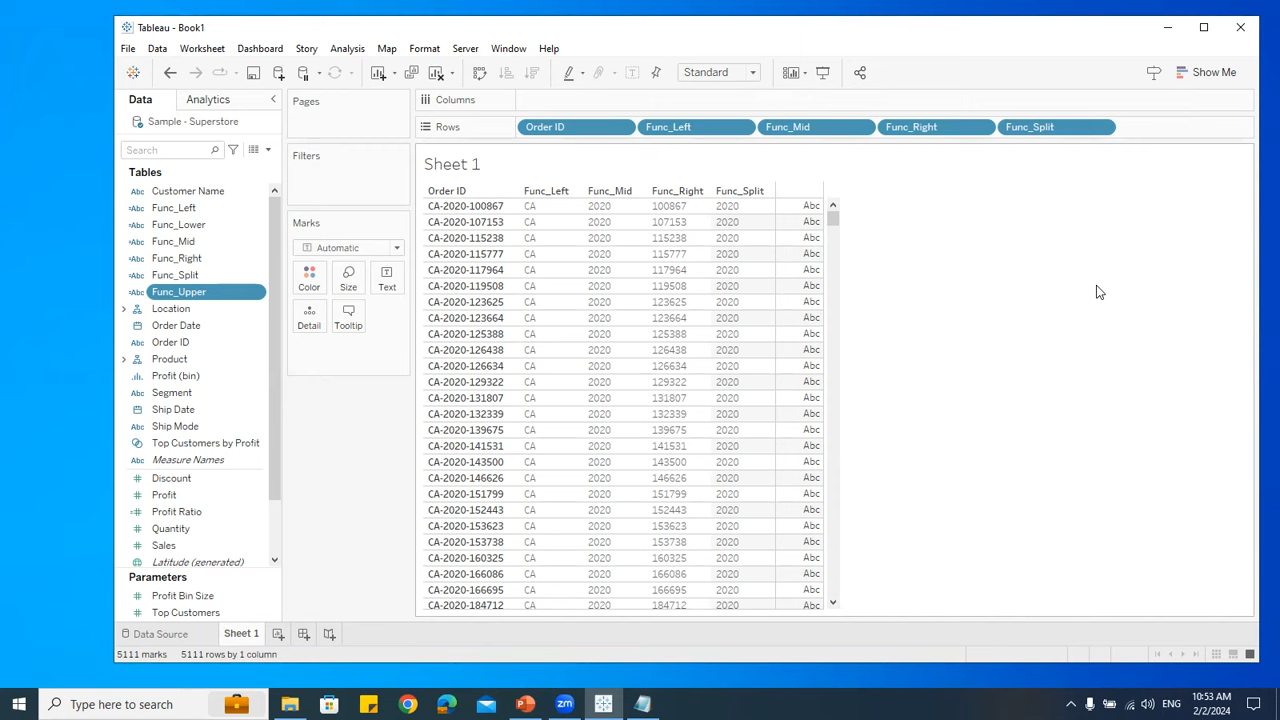 Tableau - Book1
File Data Worksheet Dashboard Story Analysis Map Format Server Window Help
Standard
Show Me
Data Analytics
Sample - Superstore
Search
Tables
Abc Customer Name
=Abc Func_Left
=Abc Func_Lower
=Abc Func_Mid
=Abc Func_Right
=Abc Func_Split
=Abc Func_Upper
Location
Order Date
Abc Order ID
Product
Profit (bin)
Abc Segment
Ship Date
Abc Ship Mode
Top Customers by Profit
Abc Measure Names
Discount
Profit
Profit Ratio
Quantity
Sales
Latitude (generated)
Parameters
Profit Bin Size
Top Customers
Pages
Filters
Marks
Automatic
Color Size Text
Detail Tooltip
Columns
Rows Order ID Func_Left Func_Mid Func_Right Func_Split
Sheet 1
Order ID Func_Left Func_Mid Func_Right Func_Split
CA-2020-100867 CA 2020 100867 2020 Abc
CA-2020-107153 CA 2020 107153 2020 Abc
CA-2020-115238 CA 2020 115238 2020 Abc
CA-2020-115777 CA 2020 115777 2020 Abc
CA-2020-117964 CA 2020 117964 2020 Abc
CA-2020-119508 CA 2020 119508 2020 Abc
CA-2020-123625 CA 2020 123625 2020 Abc
CA-2020-123664 CA 2020 123664 2020 Abc
CA-2020-125388 CA 2020 125388 2020 Abc
CA-2020-126438 CA 2020 126438 2020 Abc
CA-2020-126634 CA 2020 126634 2020 Abc
CA-2020-129322 CA 2020 129322 2020 Abc
CA-2020-131807 CA 2020 131807 2020 Abc
CA-2020-132339 CA 2020 132339 2020 Abc
CA-2020-139675 CA 2020 139675 2020 Abc
CA-2020-141531 CA 2020 141531 2020 Abc
CA-2020-143500 CA 2020 143500 2020 Abc
CA-2020-146626 CA 2020 146626 2020 Abc
CA-2020-151799 CA 2020 151799 2020 Abc
CA-2020-152443 CA 2020 152443 2020 Abc
CA-2020-153623 CA 2020 153623 2020 Abc
CA-2020-153738 CA 2020 153738 2020 Abc
CA-2020-160325 CA 2020 160325 2020 Abc
CA-2020-166086 CA 2020 166086 2020 Abc
CA-2020-166695 CA 2020 166695 2020 Abc
CA-2020-184712 CA 2020 184712 2020 Abc
Data Source Sheet 1
5111 marks 5111 rows by 1 column
Type here to search
zm
ENG
10:53 AM
2/2/2024